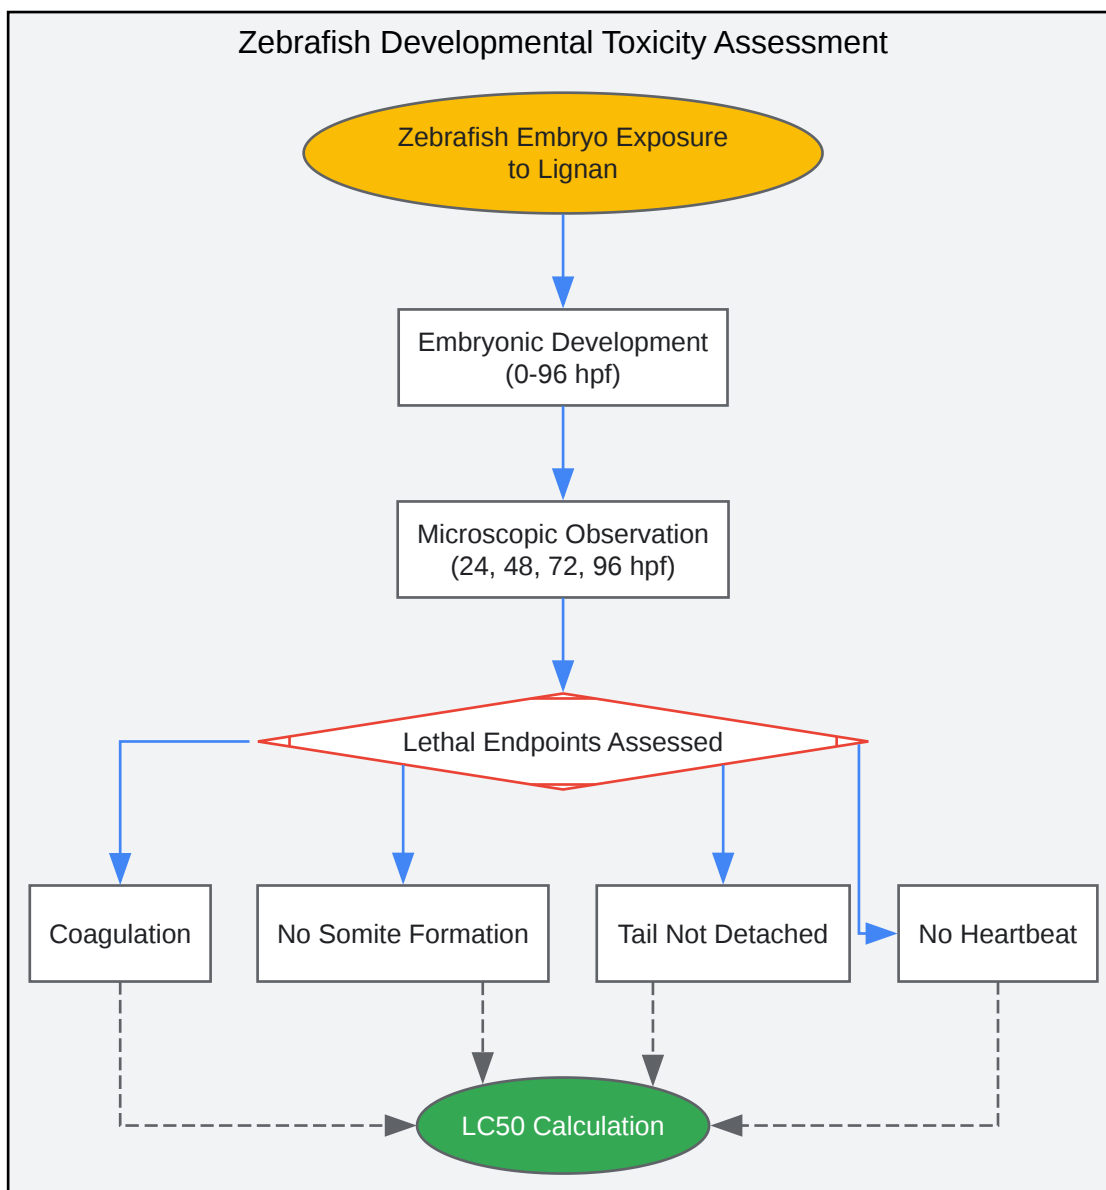 Zebrafish Developmental Toxicity Assessment
Zebrafish Embryo Exposure
to Lignan
Embryonic Development
(0-96 hpf)
Microscopic Observation
(24, 48, 72, 96 hpf)
Lethal Endpoints Assessed
Coagulation
No Somite Formation
Tail Not Detached
No Heartbeat
LC50 Calculation